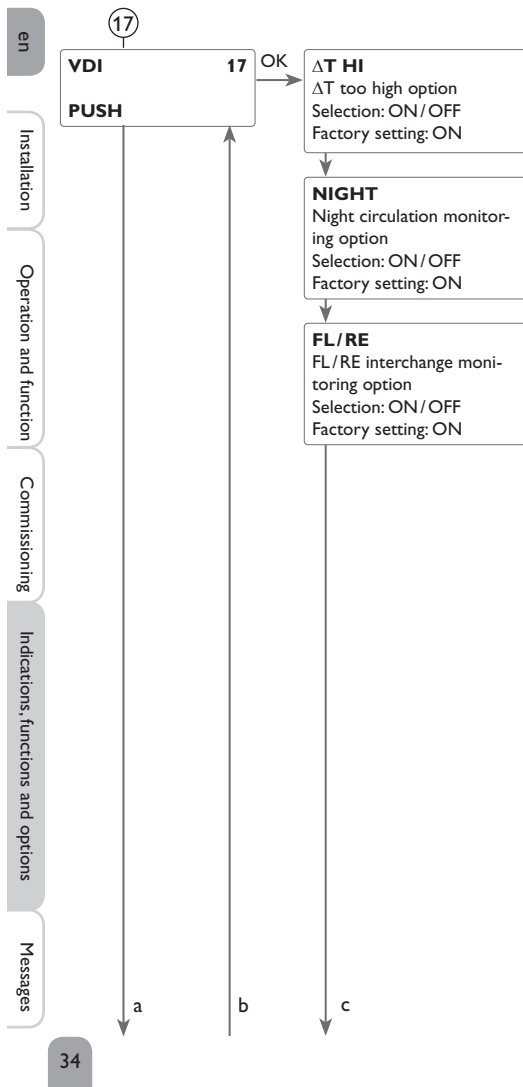 en
Installation
Operation and function
Commissioning
Indications, functions and options
Messages
17
VDI 17
PUSH
OK
ΔT HI
ΔT too high option
Selection: ON / OFF
Factory setting: ON
NIGHT
Night circulation monitor-
ing option
Selection: ON / OFF
Factory setting: ON
FL / RE
FL / RE interchange moni-
toring option
Selection: ON / OFF
Factory setting: ON
a
b
c
34